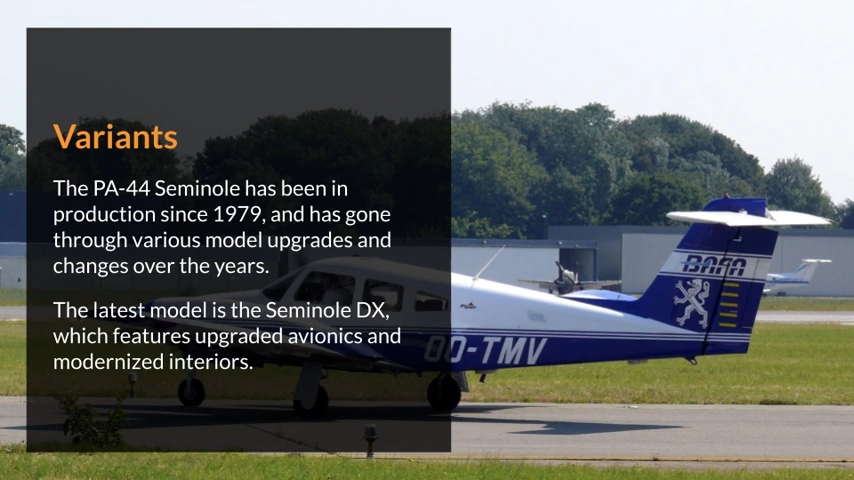 Variants
The PA-44 Seminole has been in
production since 1979, and has gone
through various model upgrades and
changes over the years.
The latest model is the Seminole DX,
which features upgraded avionics and
modernized interiors.
BAFA
OO-TMV